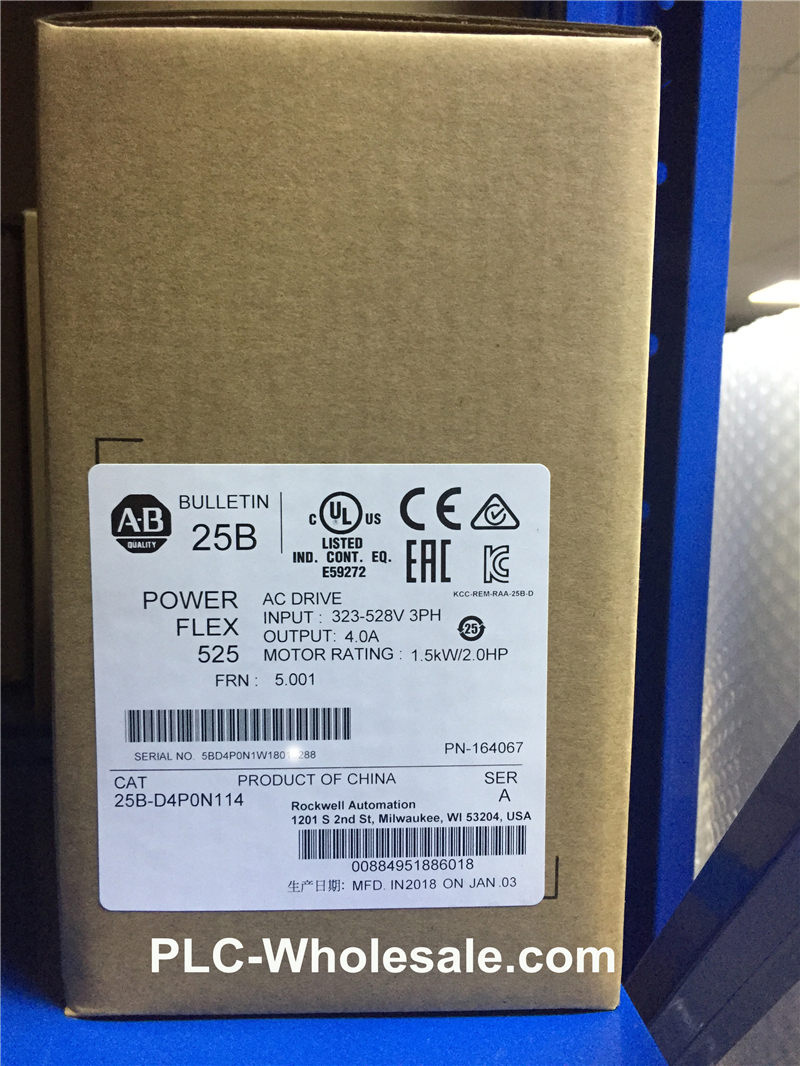 A·B
QUALITY
BULLETIN
25B
C UL US
LISTED
IND. CONT. EQ.
E59272
CE
EAC
KCC-REM-RAA-25B-D
POWER
FLEX
525
AC DRIVE
INPUT : 323-528V 3PH
OUTPUT: 4.0A
MOTOR RATING : 1.5kW/2.0HP
25
FRN : 5.001
SERIAL NO. 5BD4P0N1W180 288
PN-164067
CAT
25B-D4P0N114
PRODUCT OF CHINA
SER
A
Rockwell Automation
1201 S 2nd St, Milwaukee, WI 53204, USA
00884951886018
生产日期: MFD. IN2018 ON JAN .03
PLC-Wholesale.com